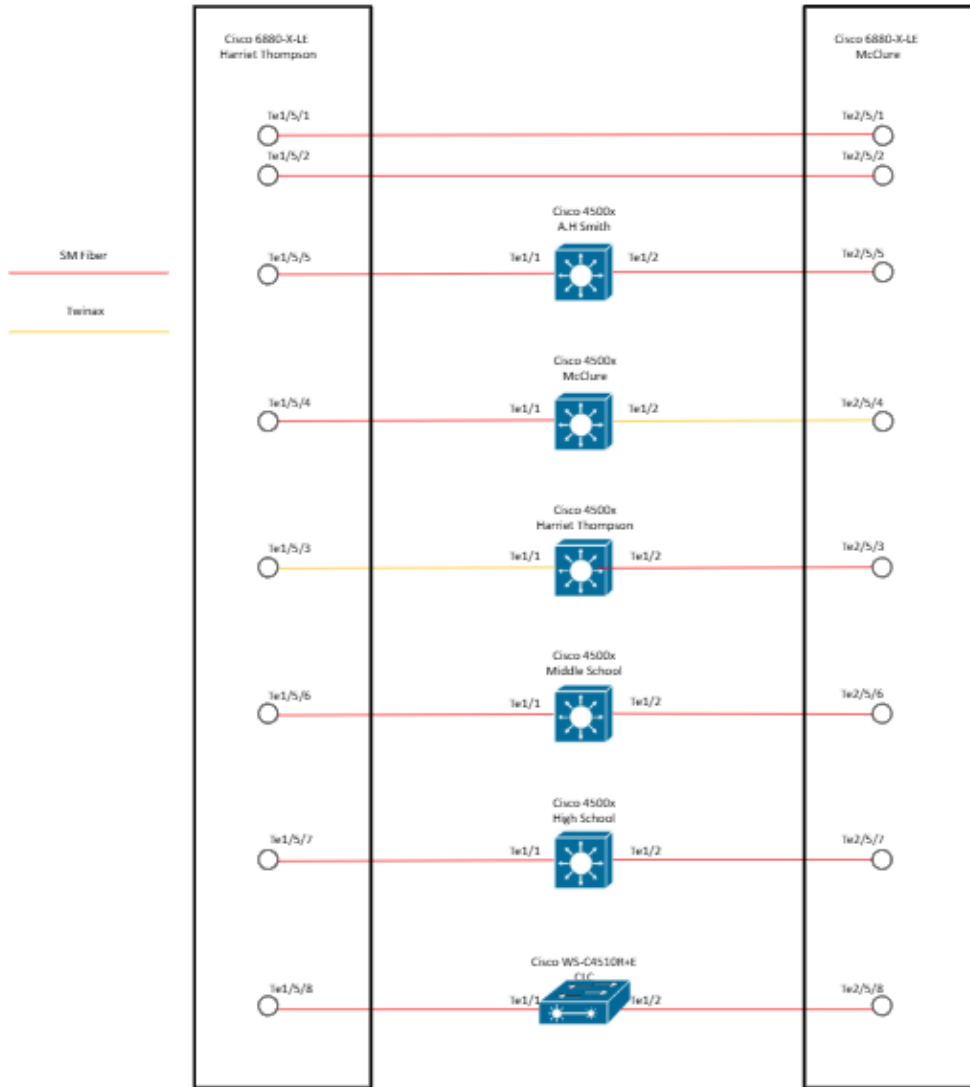 Cisco 6880-X-LE
Harriet Thompson
Cisco 6880-X-LE
McClure
Te1/5/1
Te2/5/1
Te1/5/2
Te2/5/2
Cisco 4500x
A.H Smith
SM Fiber
Te1/5/5
Te1/1
Te1/2
Te2/5/5
Twinax
Cisco 4500x
McClure
Te1/5/4
Te1/1
Te1/2
Te2/5/4
Cisco 4500x
Harriet Thompson
Te1/5/3
Te1/1
Te1/2
Te2/5/3
Cisco 4500x
Middle School
Te1/5/6
Te1/1
Te1/2
Te2/5/6
Cisco 4500x
High School
Te1/5/7
Te1/1
Te1/2
Te2/5/7
Cisco WS-C4510R+E
CLC
Te1/5/8
Te1/1
Te1/2
Te2/5/8